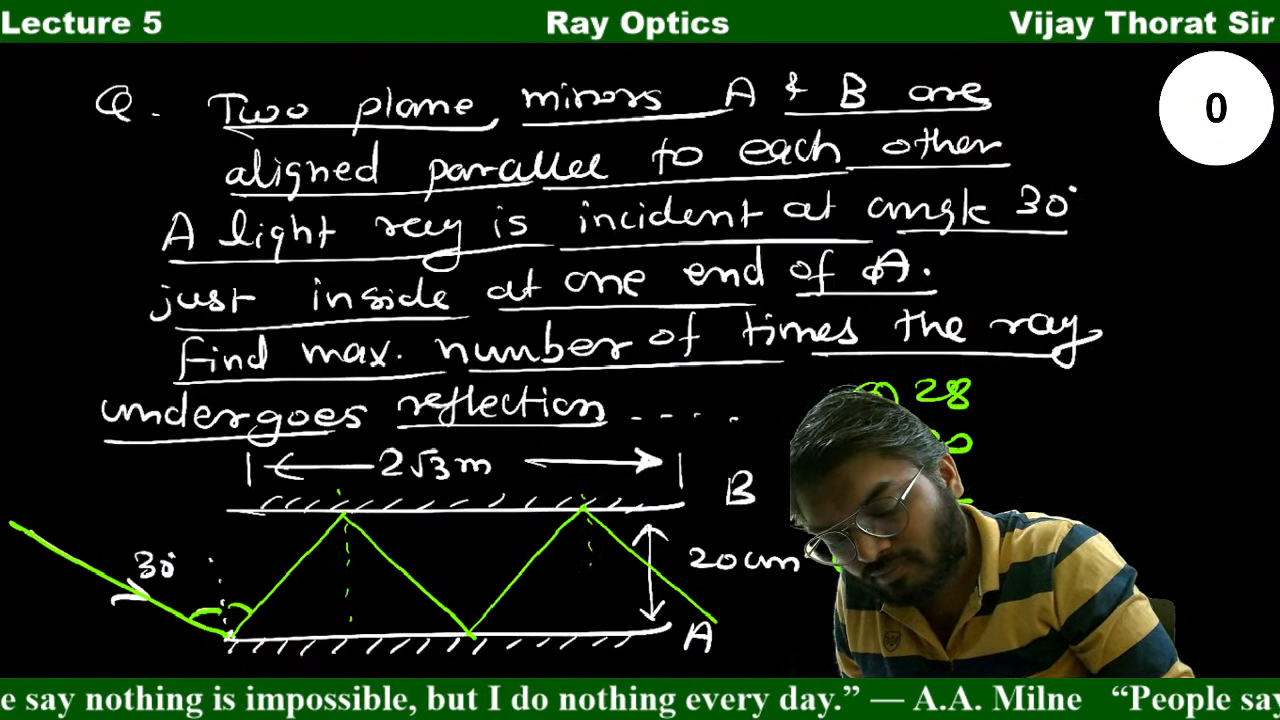 Lecture 5 Ray Optics Vijay Thorat Sir
0
Q. Two plane mirrors A & B are
aligned parallel to each other
A light ray is incident at angle 30°
just inside at one end of A.
Find max. number of times the ray
undergoes reflection ....
28
2√3m
B
30°
20cm
A
e say nothing is impossible, but I do nothing every day.” — A.A. Milne “People say